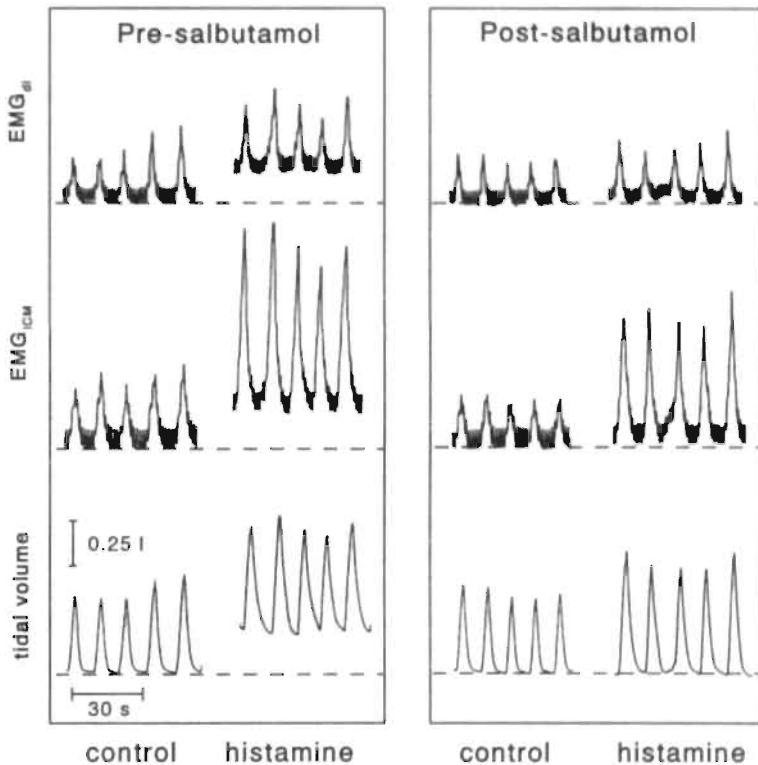 Pre-salbutamol
Post-salbutamol
EMGdi
EMGICM
tidal volume
0.25 l
30 s
control
histamine
control
histamine